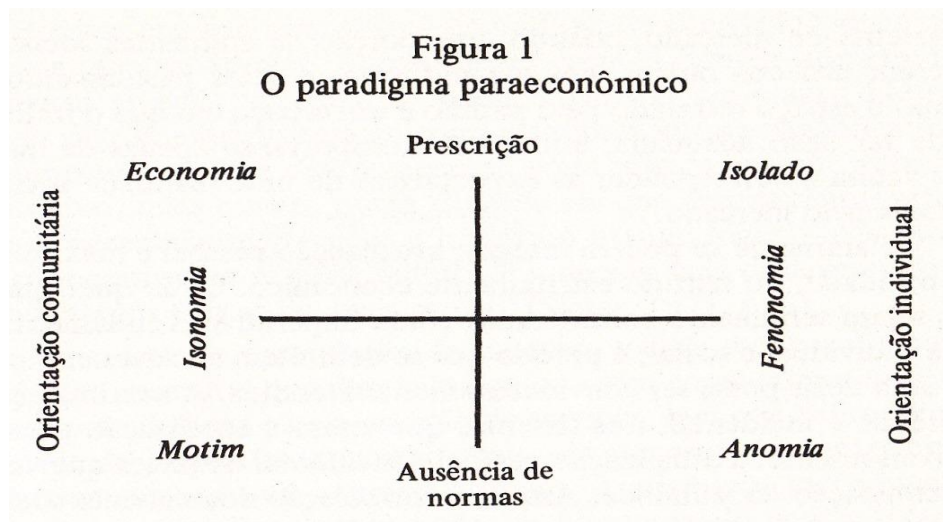 Figura 1
O paradigma paraeconômico
Prescrição
Economia
Isolado
Orientação comunitária
Isonomia
Fenonomia
Orientação individual
Motim
Anomia
Ausência de
normas